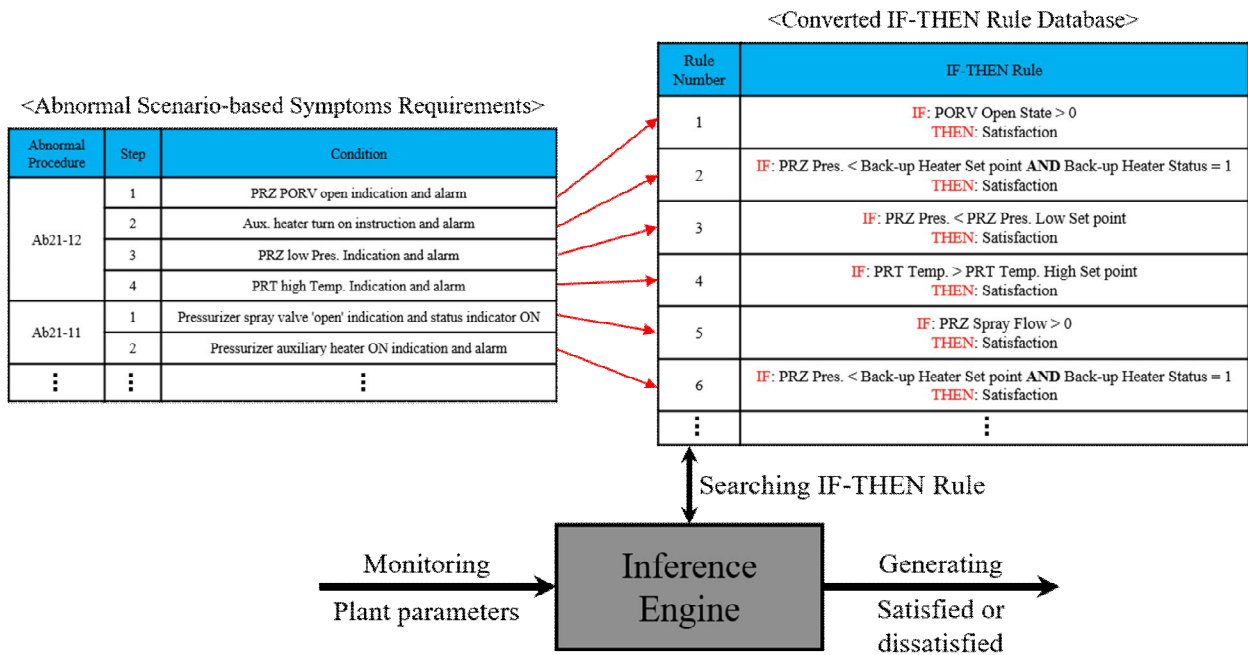 <Converted IF-THEN Rule Database>
Rule
Number
IF-THEN Rule
1
IF: PORV Open State > 0
THEN: Satisfaction
2
IF: PRZ Pres. < Back-up Heater Set point AND Back-up Heater Status = 1
THEN: Satisfaction
3
IF: PRZ Pres. < PRZ Pres. Low Set point
THEN: Satisfaction
4
IF: PRT Temp. > PRT Temp. High Set point
THEN: Satisfaction
5
IF: PRZ Spray Flow > 0
THEN: Satisfaction
6
IF: PRZ Pres. < Back-up Heater Set point AND Back-up Heater Status = 1
THEN: Satisfaction
<Abnormal Scenario-based Symptoms Requirements>
Abnormal
Procedure
Step
Condition
Ab21-12
1
PRZ PORV open indication and alarm
2
Aux. heater turn on instruction and alarm
3
PRZ low Pres. Indication and alarm
4
PRT high Temp. Indication and alarm
Ab21-11
1
Pressurizer spray valve 'open' indication and status indicator ON
2
Pressurizer auxiliary heater ON indication and alarm
Searching IF-THEN Rule
Monitoring
Plant parameters
Inference
Engine
Generating
Satisfied or
dissatisfied